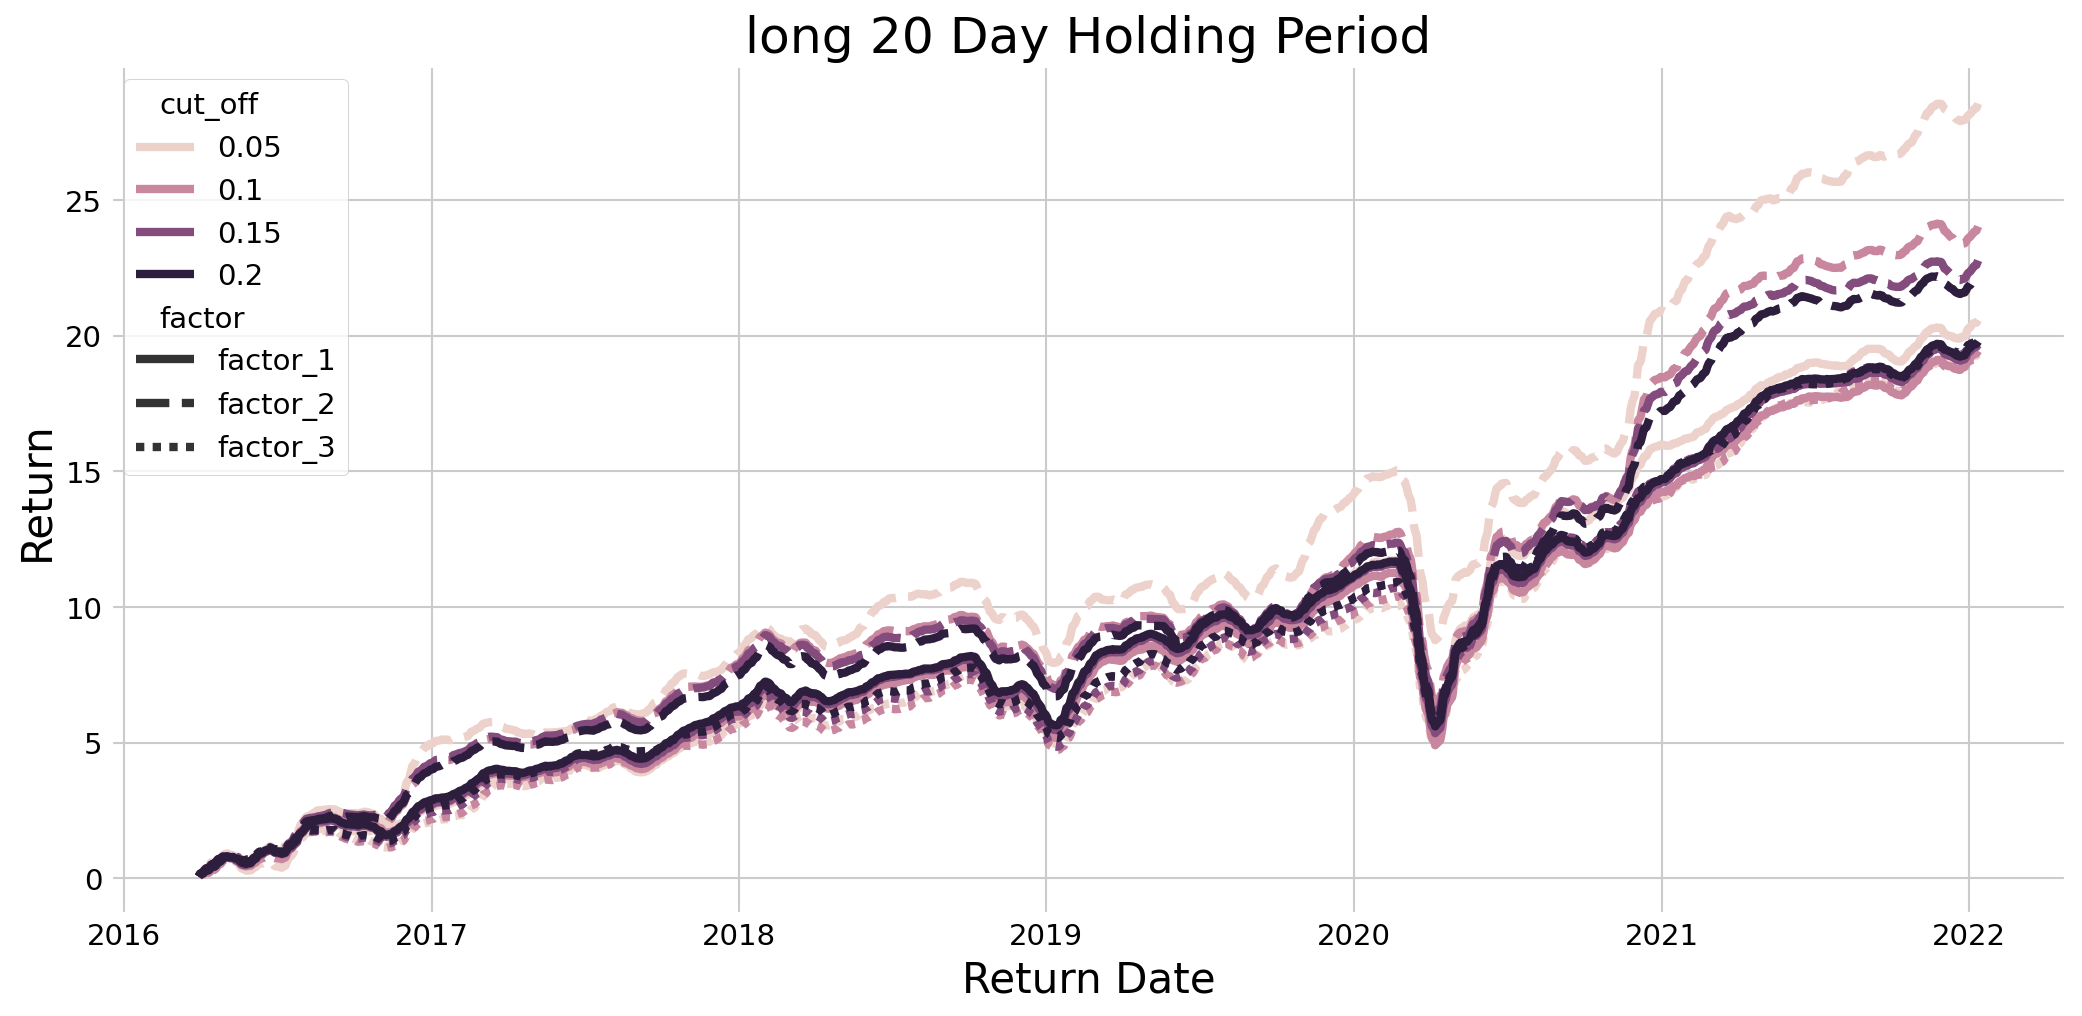 long 20 Day Holding Period
cut_off
0.05
0.1
0.15
0.2
factor
factor_1
factor_2
factor_3
Return
25
20
15
10
5
0
2016 2017 2018 2019 2020 2021 2022
Return Date